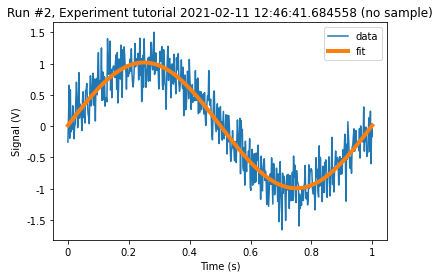 Run #2, Experiment tutorial 2021-02-11 12:46:41.684558 (no sample)
data
fit
Signal (V)
1.5
1
0.5
0
-0.5
-1
-1.5
0
0.2
0.4
0.6
0.8
1
Time (s)